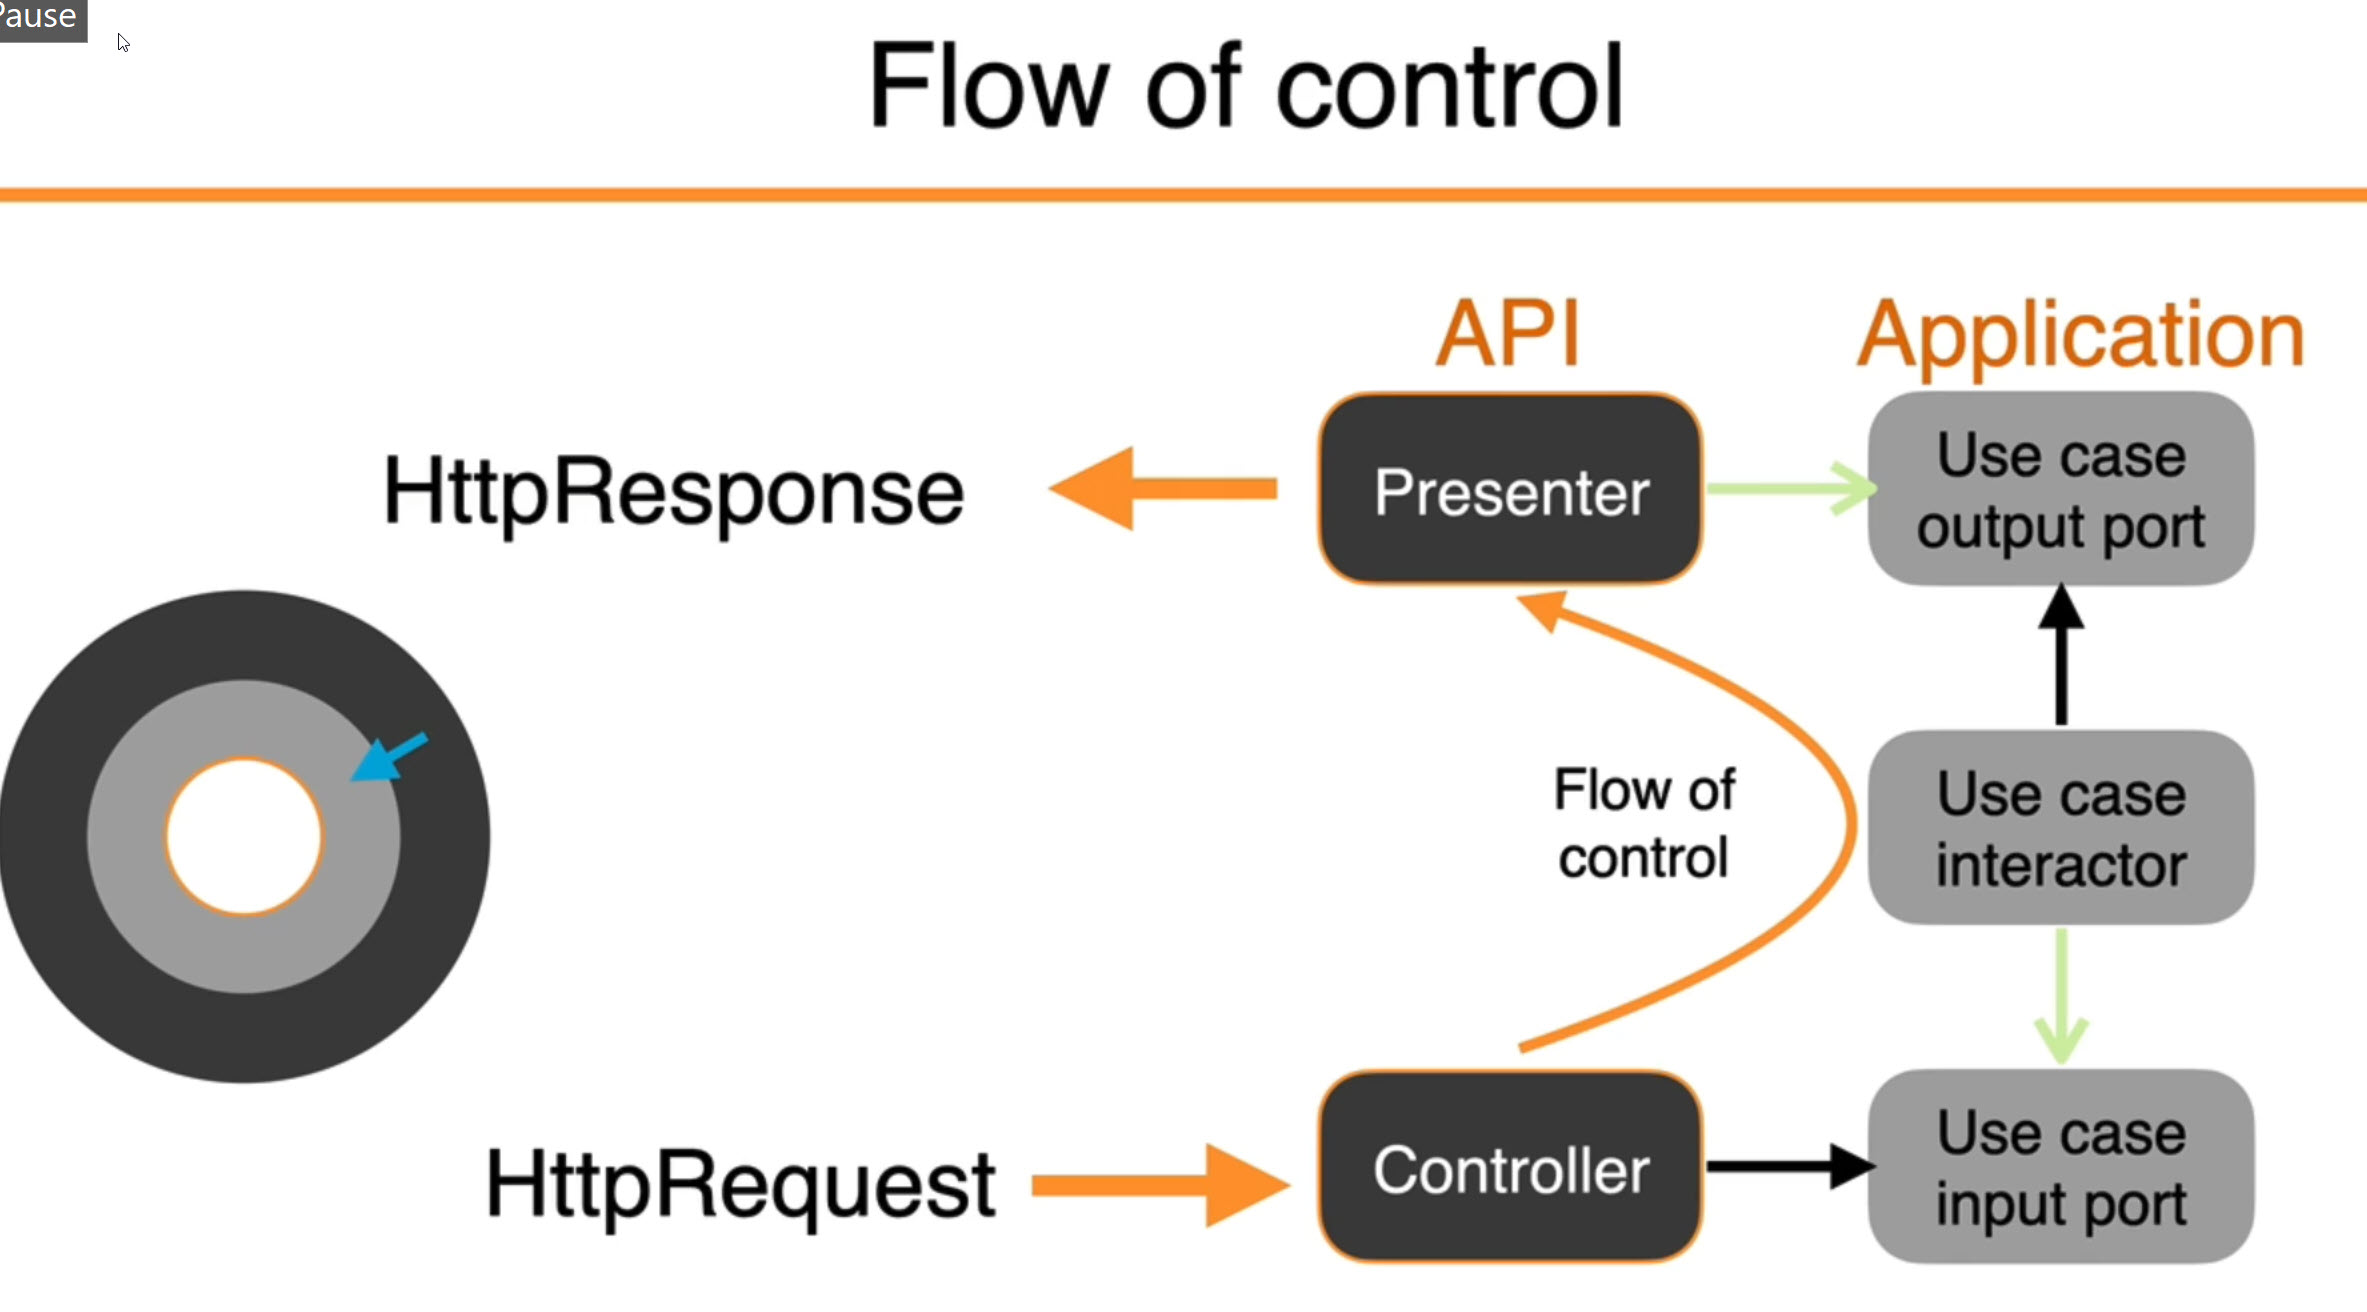 Pause
Flow of control
API
Application
HttpResponse
Presenter
Use case
output port
Flow of
control
Use case
interactor
HttpRequest
Controller
Use case
input port